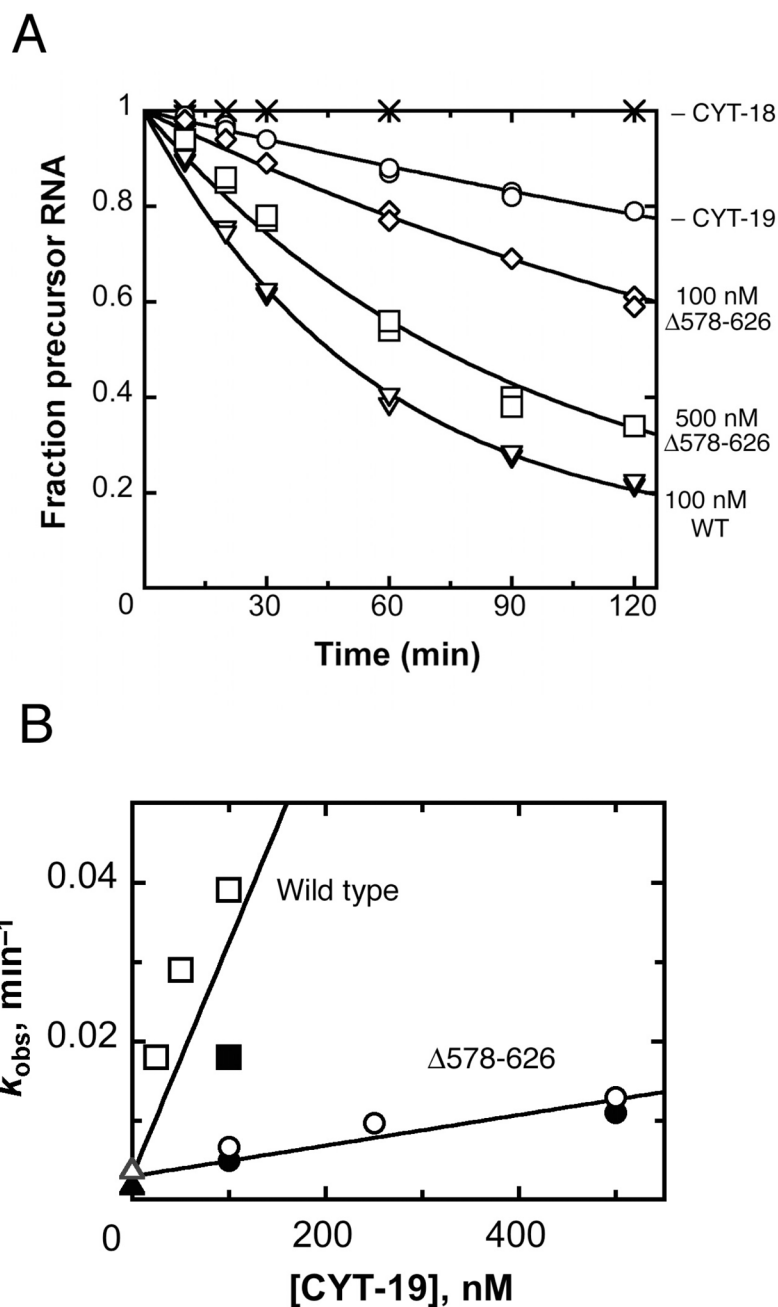 A
1
0.8
0.6
0.4
0.2
0
30
60
90
120
Fraction precursor RNA
Time (min)
– CYT-18
– CYT-19
100 nM
Δ578-626
500 nM
Δ578-626
100 nM
WT
B
0.04
0.02
0
200
400
kobs, min–1
[CYT-19], nM
Wild type
Δ578-626